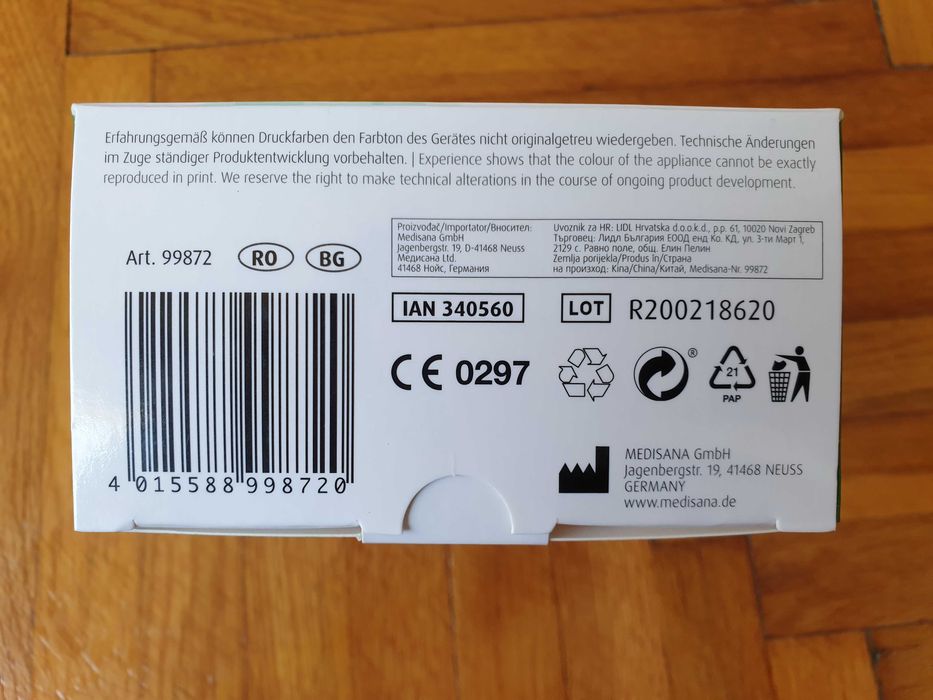 Erfahrungsgemäß können Druckfarben den Farbton des Gerätes nicht originalgetreu wiedergeben. Technische Änderungen
im Zuge ständiger Produktentwicklung vorbehalten. | Experience shows that the colour of the appliance cannot be exactly
reproduced in print. We reserve the right to make technical alterations in the course of ongoing product development.
Art. 99872 RO BG
Proizvođač/Importator/Вносител:
Medisana GmbH
Jagenbergstr. 19, D-41468 Neuss
Медисана Ltd.
41468 Нойс, Германия
Uvoznik za HR: LIDL Hrvatska d.o.o.k.d., p.p. 61, 10020 Novi Zagreb
Търговец: Лидл България ЕООД енд Ко. КД, ул. 3-ти Март 1,
2129 с. Равно поле, общ. Елин Пелин
Zemlja porijekla/Produs în/Страна
на произход: Kina/China/Китай, Medisana-Nr. 99872
IAN 340560
LOT R200218620
CE 0297
®
21
PAP
4 015588 998720
MEDISANA GmbH
Jagenbergstr. 19, 41468 NEUSS
GERMANY
www.medisana.de